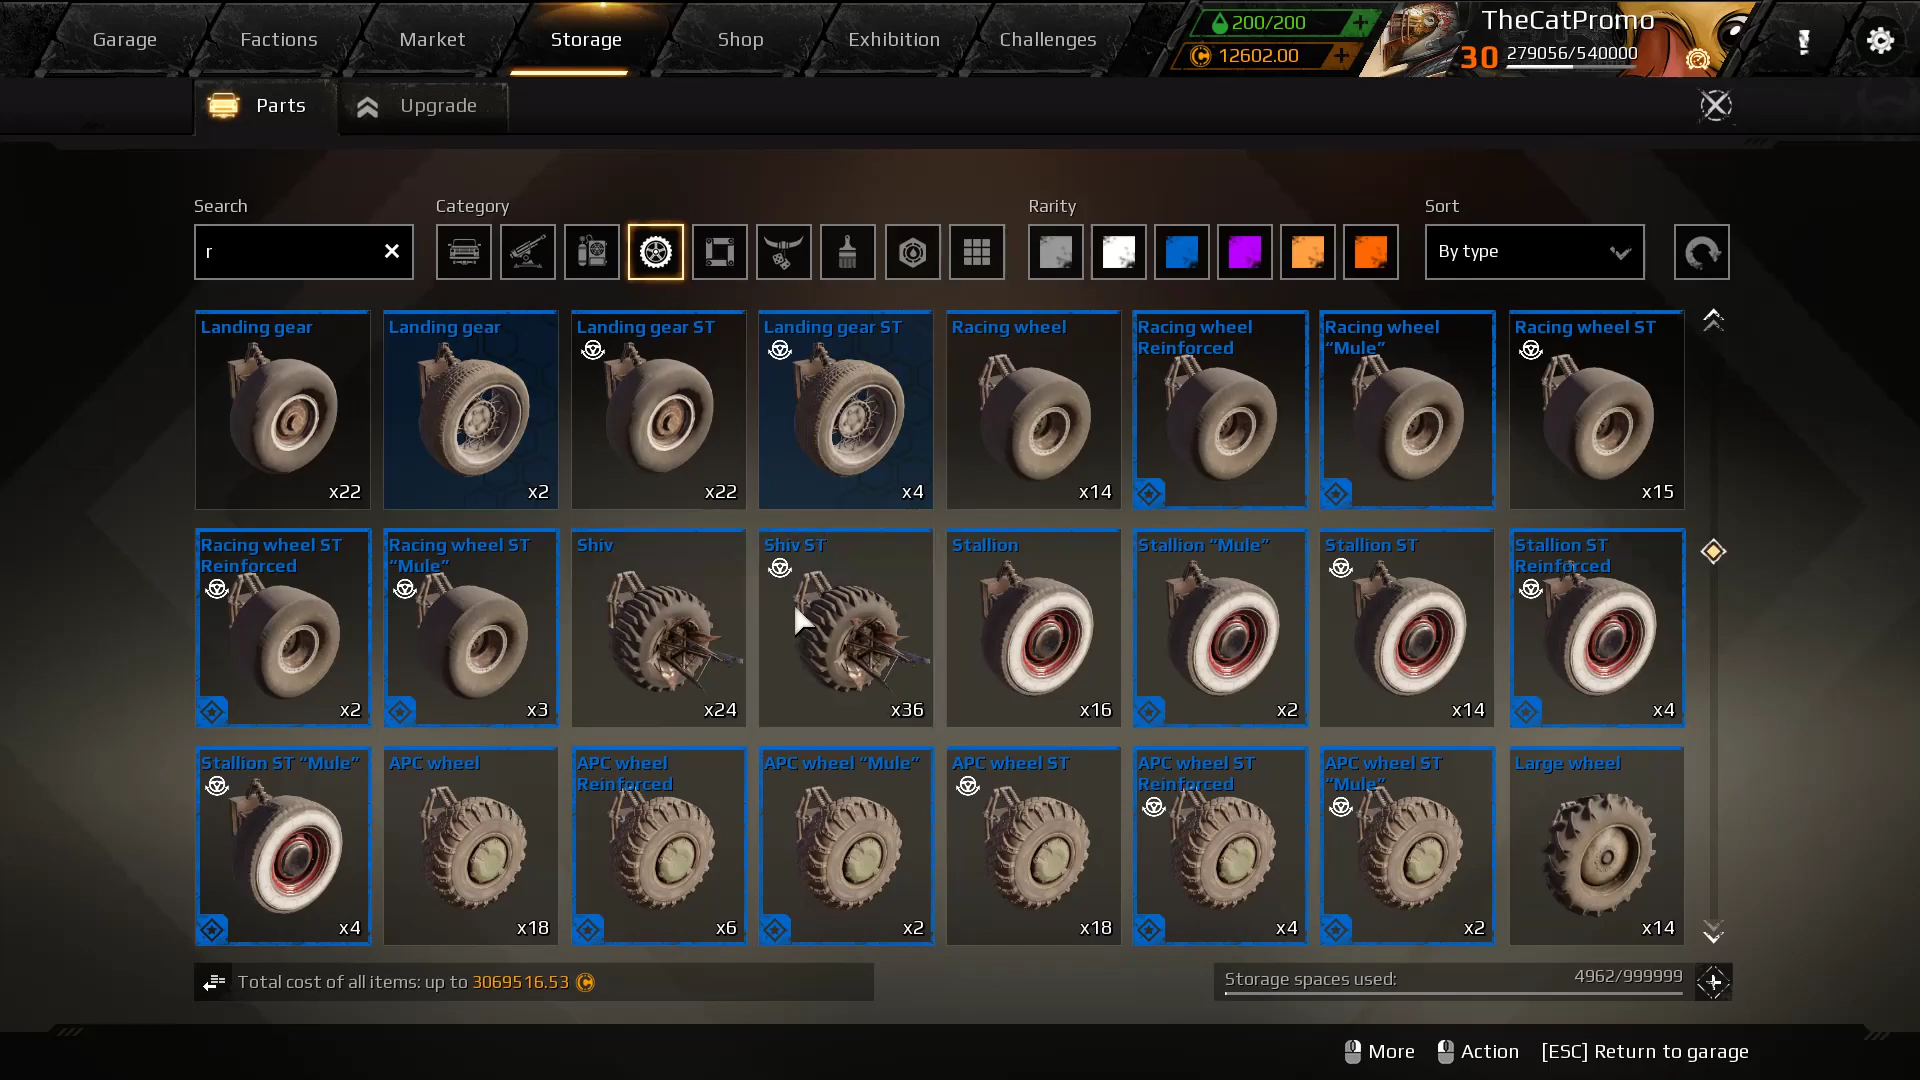 Garage
Factions
Market
Storage
Shop
Exhibition
Challenges
200/200
12602.00
TheCatPromo
30 279056/540000
Parts
Upgrade
Search
Category
Rarity
Sort
r
By type
Landing gear
x22
Landing gear
x2
Landing gear ST
x22
Landing gear ST
x4
Racing wheel
x14
Racing wheel
Reinforced
Racing wheel
“Mule”
Racing wheel ST
x15
Racing wheel ST
Reinforced
x2
Racing wheel ST
“Mule”
x3
Shiv
x24
Shiv ST
x36
Stallion
x16
Stallion “Mule”
x2
Stallion ST
x14
Stallion ST
Reinforced
x4
Stallion ST “Mule”
x4
APC wheel
x18
APC wheel
Reinforced
x6
APC wheel “Mule”
x2
APC wheel ST
x18
APC wheel ST
Reinforced
x4
APC wheel ST
“Mule”
x2
Large wheel
x14
Total cost of all items: up to 3069516.53
Storage spaces used: 4962/999999
More
Action
[ESC] Return to garage